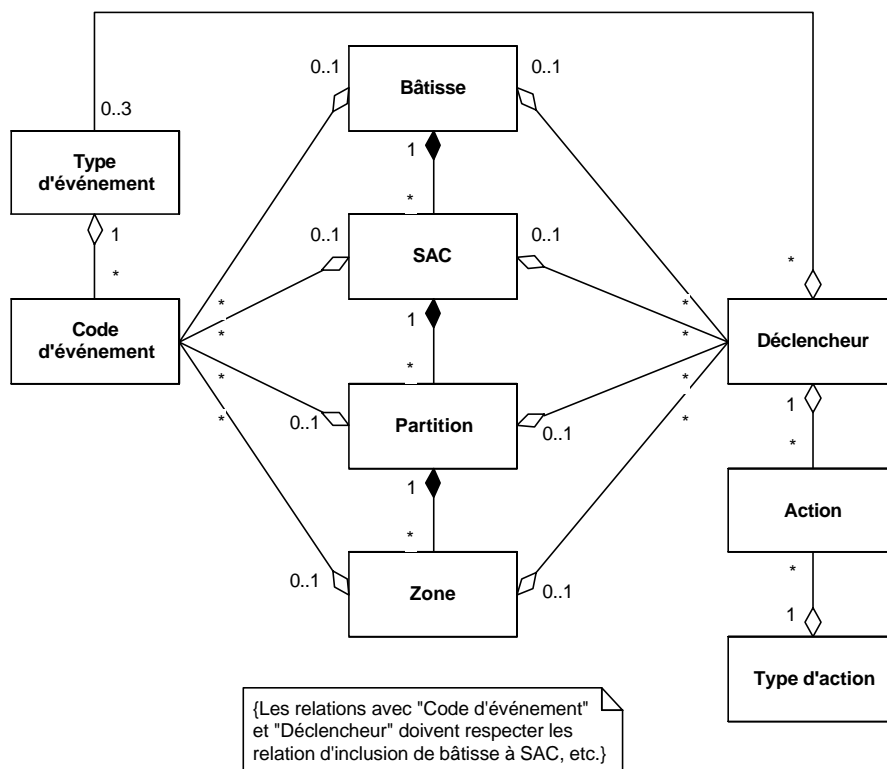 0..1
Bâtisse
0..1
0..3
Type
d'événement
1
*
1
*
0..1
SAC
0..1
*
Code
d'événement
*
*
*
*
1
*
*
*
*
*
*
Déclencheur
0..1
Partition
0..1
1
*
1
*
Action
0..1
Zone
0..1
*
1
Type d'action
{Les relations avec "Code d'événement"
et "Déclencheur" doivent respecter les
relation d'inclusion de bâtisse à SAC, etc.}